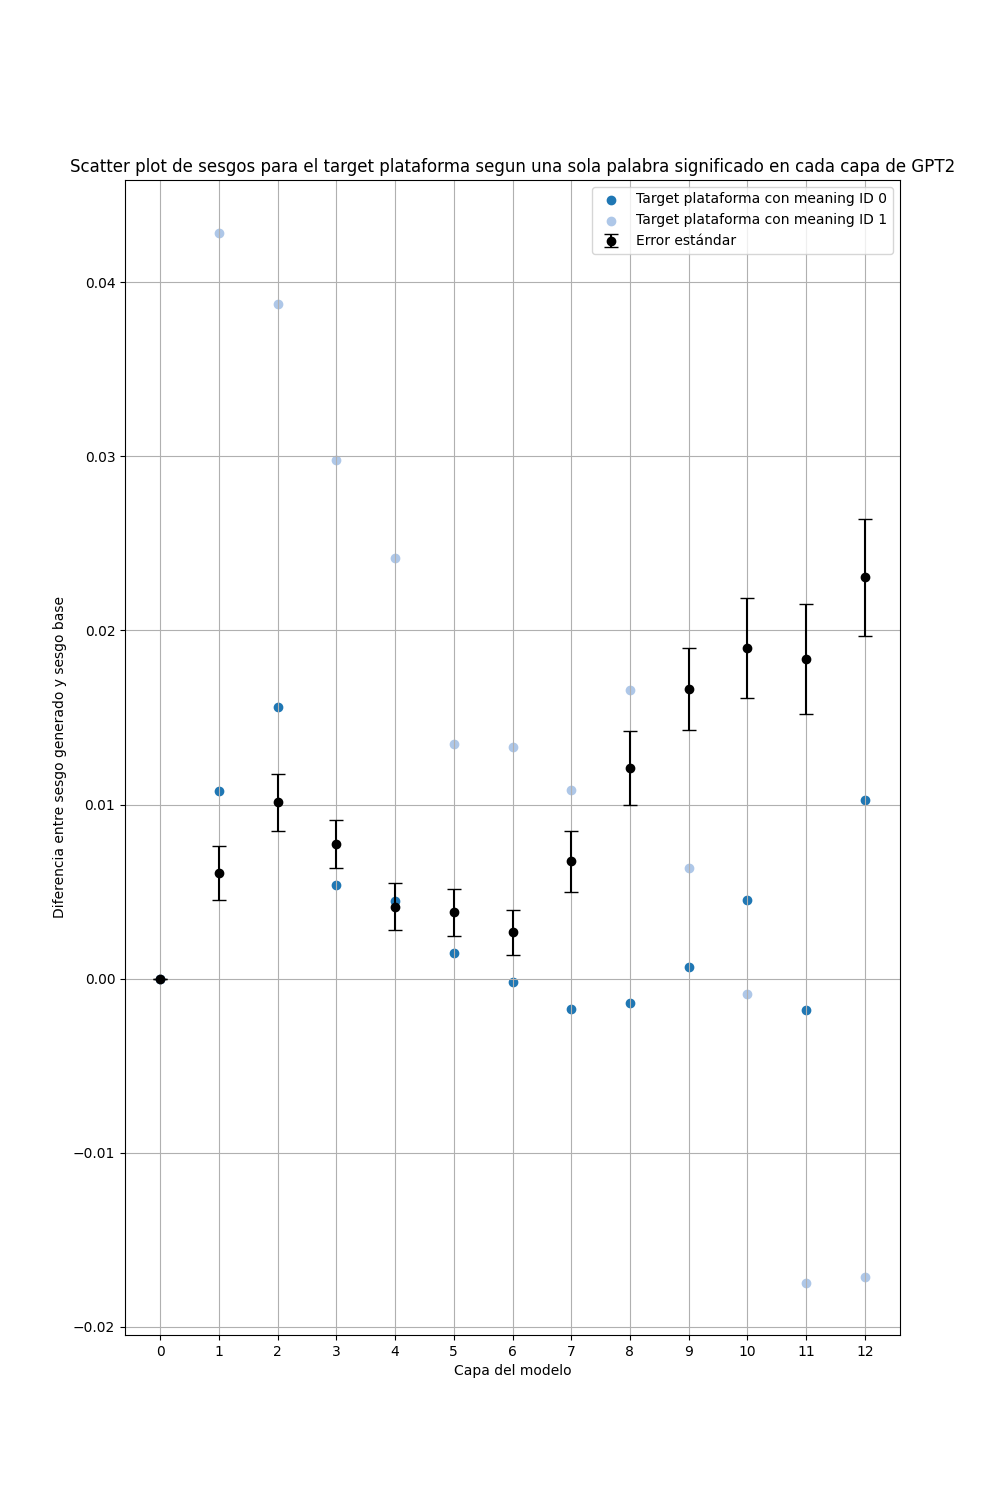 Scatter plot de sesgos para el target plataforma segun una sola palabra significado en cada capa de GPT2
Target plataforma con meaning ID 0
Target plataforma con meaning ID 1
Error estándar
Diferencia entre sesgo generado y sesgo base
0.04
0.03
0.02
0.01
0.00
−0.01
−0.02
0 1 2 3 4 5 6 7 8 9 10 11 12
Capa del modelo